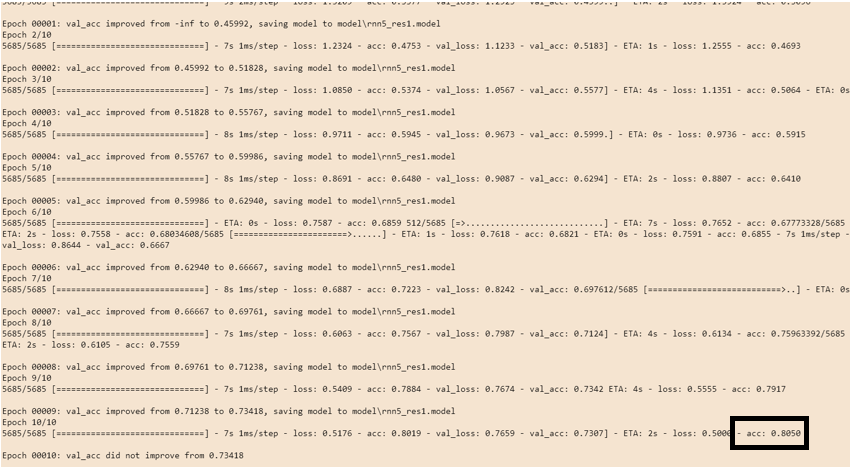 Epoch 00001: val_acc improved from -inf to 0.45992, saving model to model\rnn5_res1.model
Epoch 2/10
5685/5685 [==============================] - 7s 1ms/step - loss: 1.2324 - acc: 0.4753 - val_loss: 1.1233 - val_acc: 0.5183] - ETA: 1s - loss: 1.2555 - acc: 0.4693
Epoch 00002: val_acc improved from 0.45992 to 0.51828, saving model to model\rnn5_res1.model
Epoch 3/10
5685/5685 [==============================] - 7s 1ms/step - loss: 1.0850 - acc: 0.5374 - val_loss: 1.0567 - val_acc: 0.5577] - ETA: 4s - loss: 1.1351 - acc: 0.5064 - ETA: 0s
Epoch 00003: val_acc improved from 0.51828 to 0.55767, saving model to model\rnn5_res1.model
Epoch 4/10
5685/5685 [==============================] - 8s 1ms/step - loss: 0.9711 - acc: 0.5945 - val_loss: 0.9673 - val_acc: 0.5999.] - ETA: 0s - loss: 0.9736 - acc: 0.5915
Epoch 00004: val_acc improved from 0.55767 to 0.59986, saving model to model\rnn5_res1.model
Epoch 5/10
5685/5685 [==============================] - 8s 1ms/step - loss: 0.8691 - acc: 0.6480 - val_loss: 0.9087 - val_acc: 0.6294] - ETA: 2s - loss: 0.8807 - acc: 0.6410
Epoch 00005: val_acc improved from 0.59986 to 0.62940, saving model to model\rnn5_res1.model
Epoch 6/10
5685/5685 [==============================] - ETA: 0s - loss: 0.7587 - acc: 0.6859 512/5685 [=>............................] - ETA: 7s - loss: 0.7652 - acc: 0.67773328/5685
ETA: 2s - loss: 0.7558 - acc: 0.68034608/5685 [=======================>......] - ETA: 1s - loss: 0.7618 - acc: 0.6821 - ETA: 0s - loss: 0.7591 - acc: 0.6855 - 7s 1ms/step -
val_loss: 0.8644 - val_acc: 0.6667
Epoch 00006: val_acc improved from 0.62940 to 0.66667, saving model to model\rnn5_res1.model
Epoch 7/10
5685/5685 [==============================] - 8s 1ms/step - loss: 0.6887 - acc: 0.7223 - val_loss: 0.8242 - val_acc: 0.697612/5685 [===========================>..] - ETA: 0s
Epoch 00007: val_acc improved from 0.66667 to 0.69761, saving model to model\rnn5_res1.model
Epoch 8/10
5685/5685 [==============================] - 7s 1ms/step - loss: 0.6063 - acc: 0.7567 - val_loss: 0.7987 - val_acc: 0.7124] - ETA: 4s - loss: 0.6134 - acc: 0.75963392/5685
ETA: 2s - loss: 0.6105 - acc: 0.7559
Epoch 00008: val_acc improved from 0.69761 to 0.71238, saving model to model\rnn5_res1.model
Epoch 9/10
5685/5685 [==============================] - 7s 1ms/step - loss: 0.5409 - acc: 0.7884 - val_loss: 0.7674 - val_acc: 0.7342 ETA: 4s - loss: 0.5555 - acc: 0.7917
Epoch 00009: val_acc improved from 0.71238 to 0.73418, saving model to model\rnn5_res1.model
Epoch 10/10
5685/5685 [==============================] - 7s 1ms/step - loss: 0.5176 - acc: 0.8019 - val_loss: 0.7659 - val_acc: 0.7307] - ETA: 2s - loss: 0.5000 - acc: 0.8050
Epoch 00010: val_acc did not improve from 0.73418